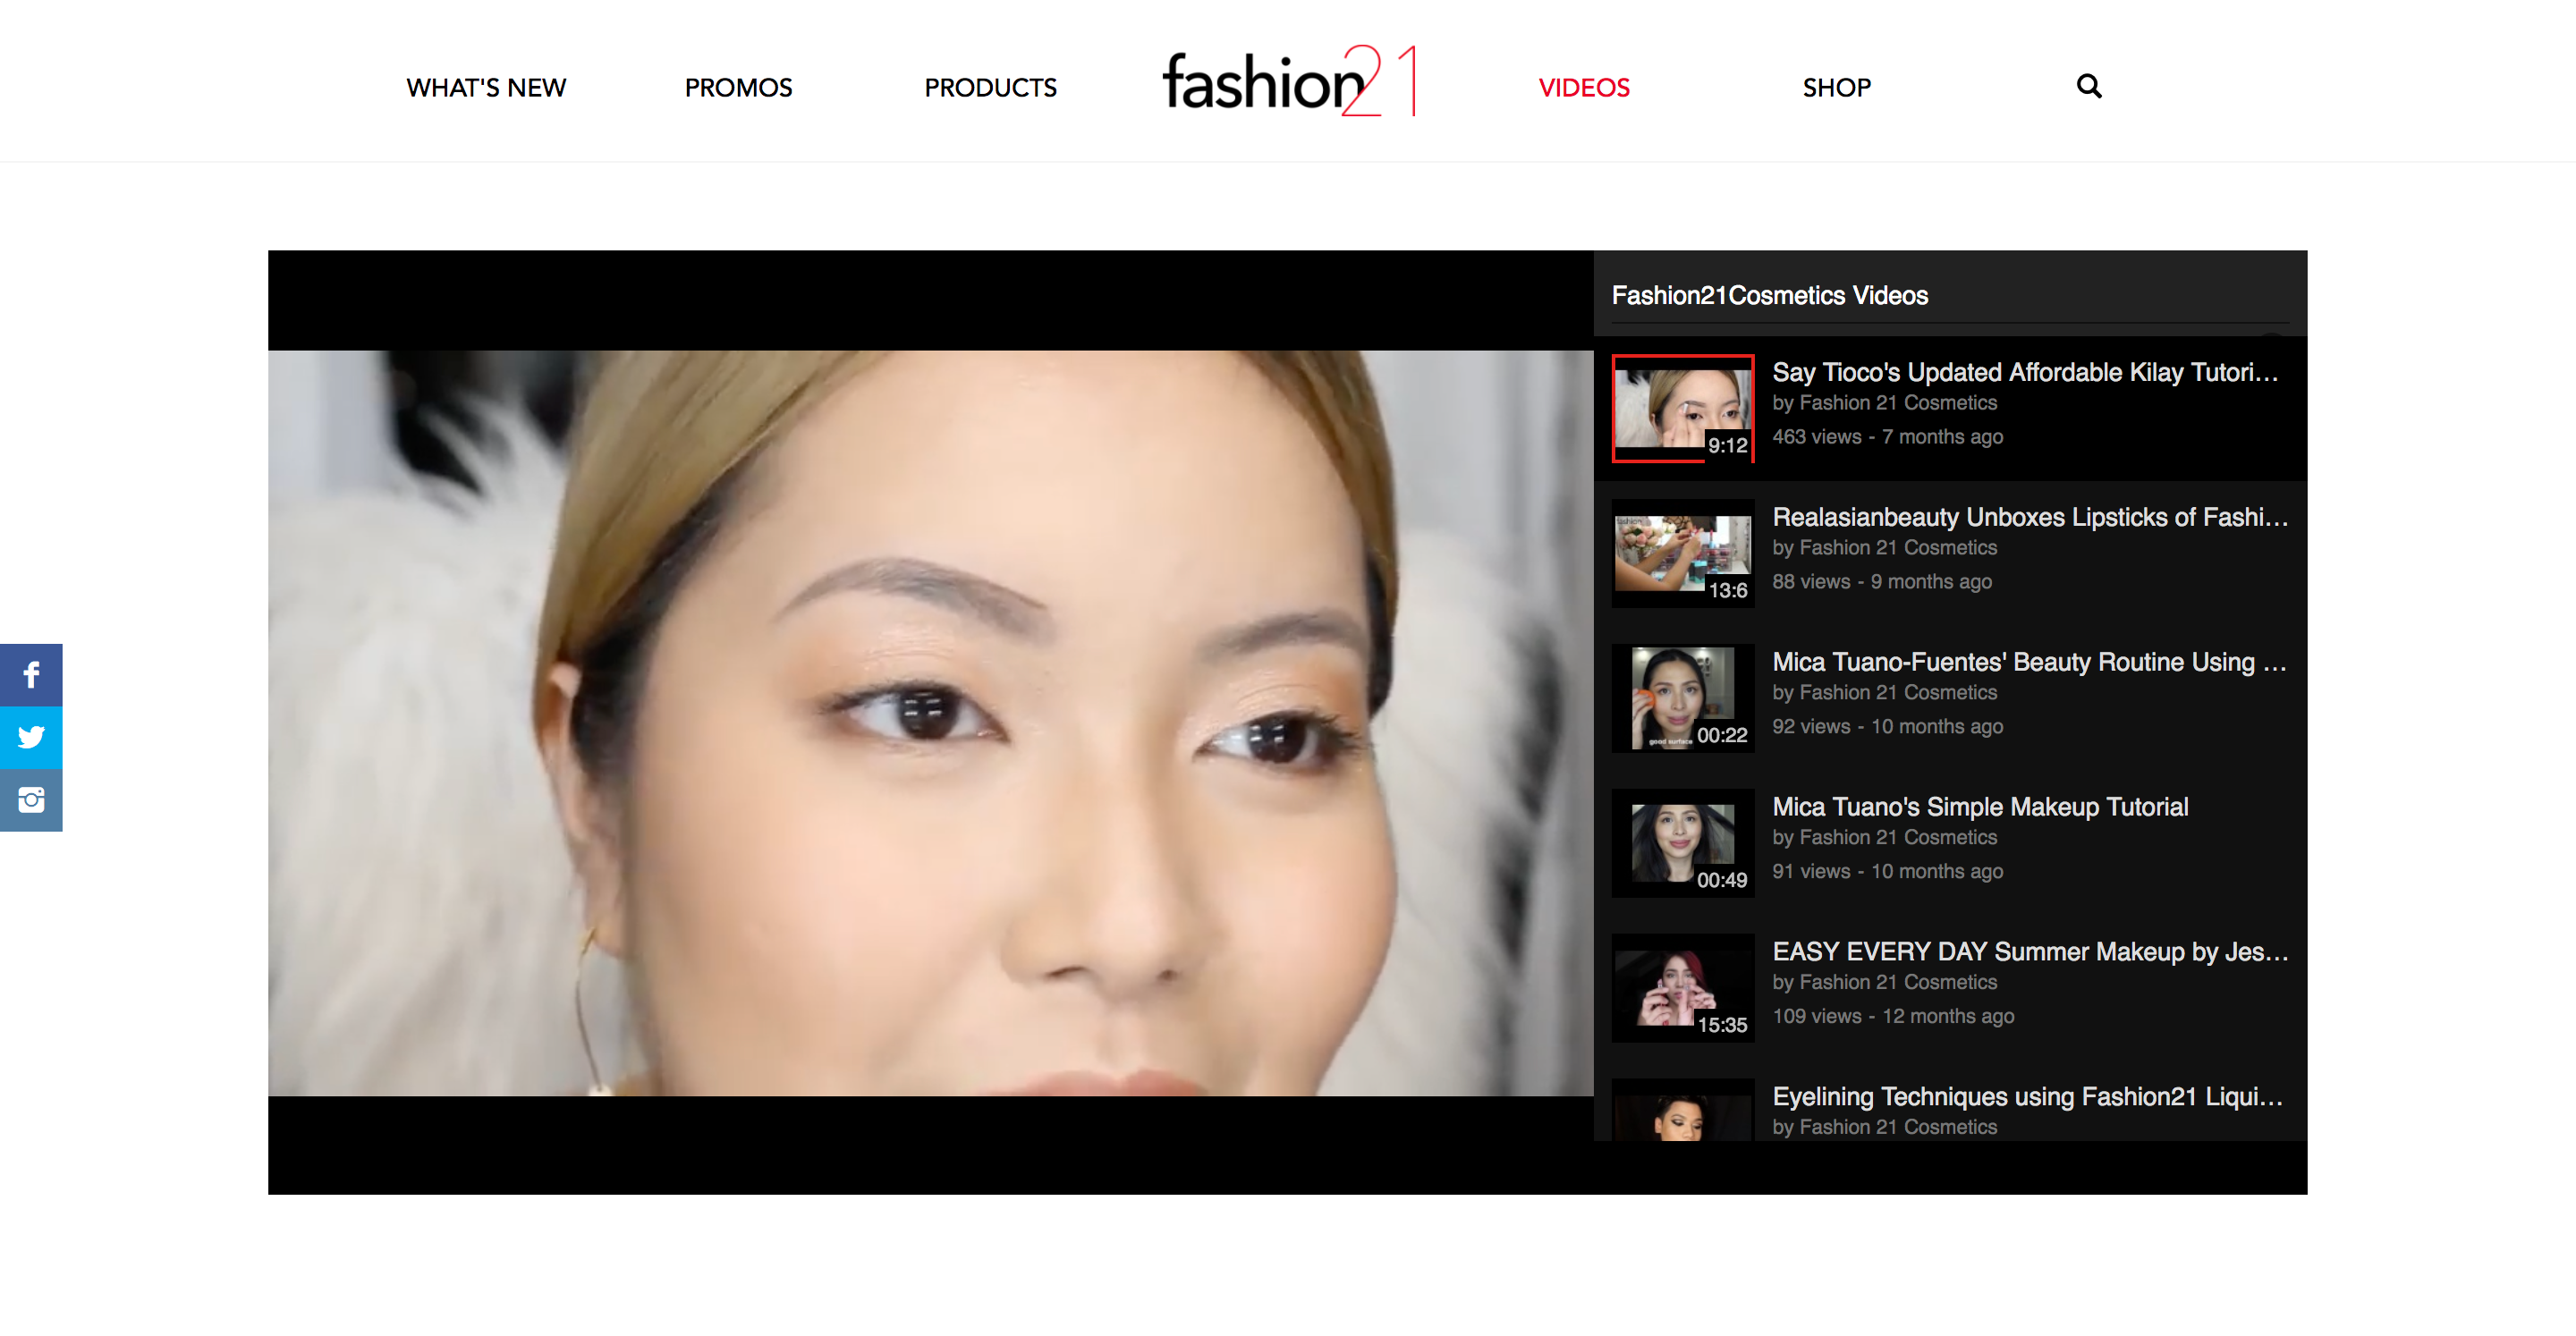 WHAT'S NEW PROMOS PRODUCTS fashion21 VIDEOS SHOP
Fashion21Cosmetics Videos
Say Tioco's Updated Affordable Kilay Tutori...
by Fashion 21 Cosmetics
463 views - 7 months ago
9:12
Realasianbeauty Unboxes Lipsticks of Fashi...
by Fashion 21 Cosmetics
88 views - 9 months ago
fashion
13:6
Mica Tuano-Fuentes' Beauty Routine Using ...
by Fashion 21 Cosmetics
92 views - 10 months ago
good surface
00:22
Mica Tuano's Simple Makeup Tutorial
by Fashion 21 Cosmetics
91 views - 10 months ago
00:49
EASY EVERY DAY Summer Makeup by Jes...
by Fashion 21 Cosmetics
109 views - 12 months ago
15:35
Eyelining Techniques using Fashion21 Liqui...
by Fashion 21 Cosmetics